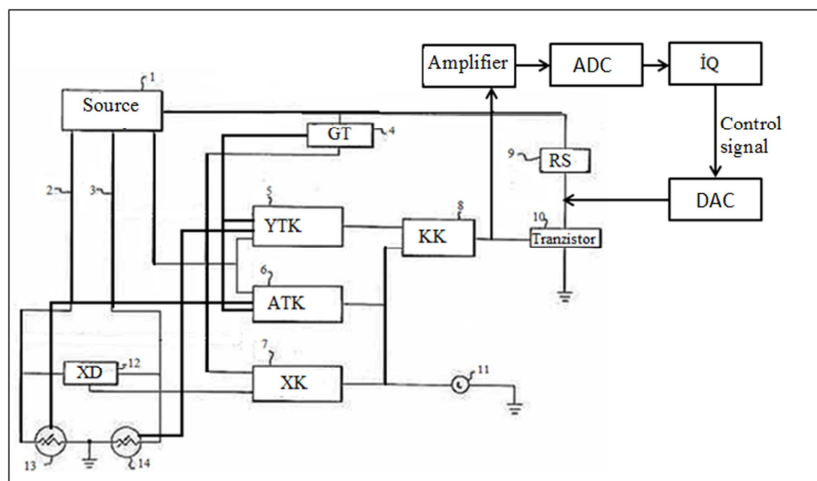 1
Source
Amplifier
ADC
İQ
GT
4
Control
signal
9
RS
2
3
5
YTK
8
KK
DAC
10
Tranzistor
6
ATK
7
XK
11
XD
12
13
14